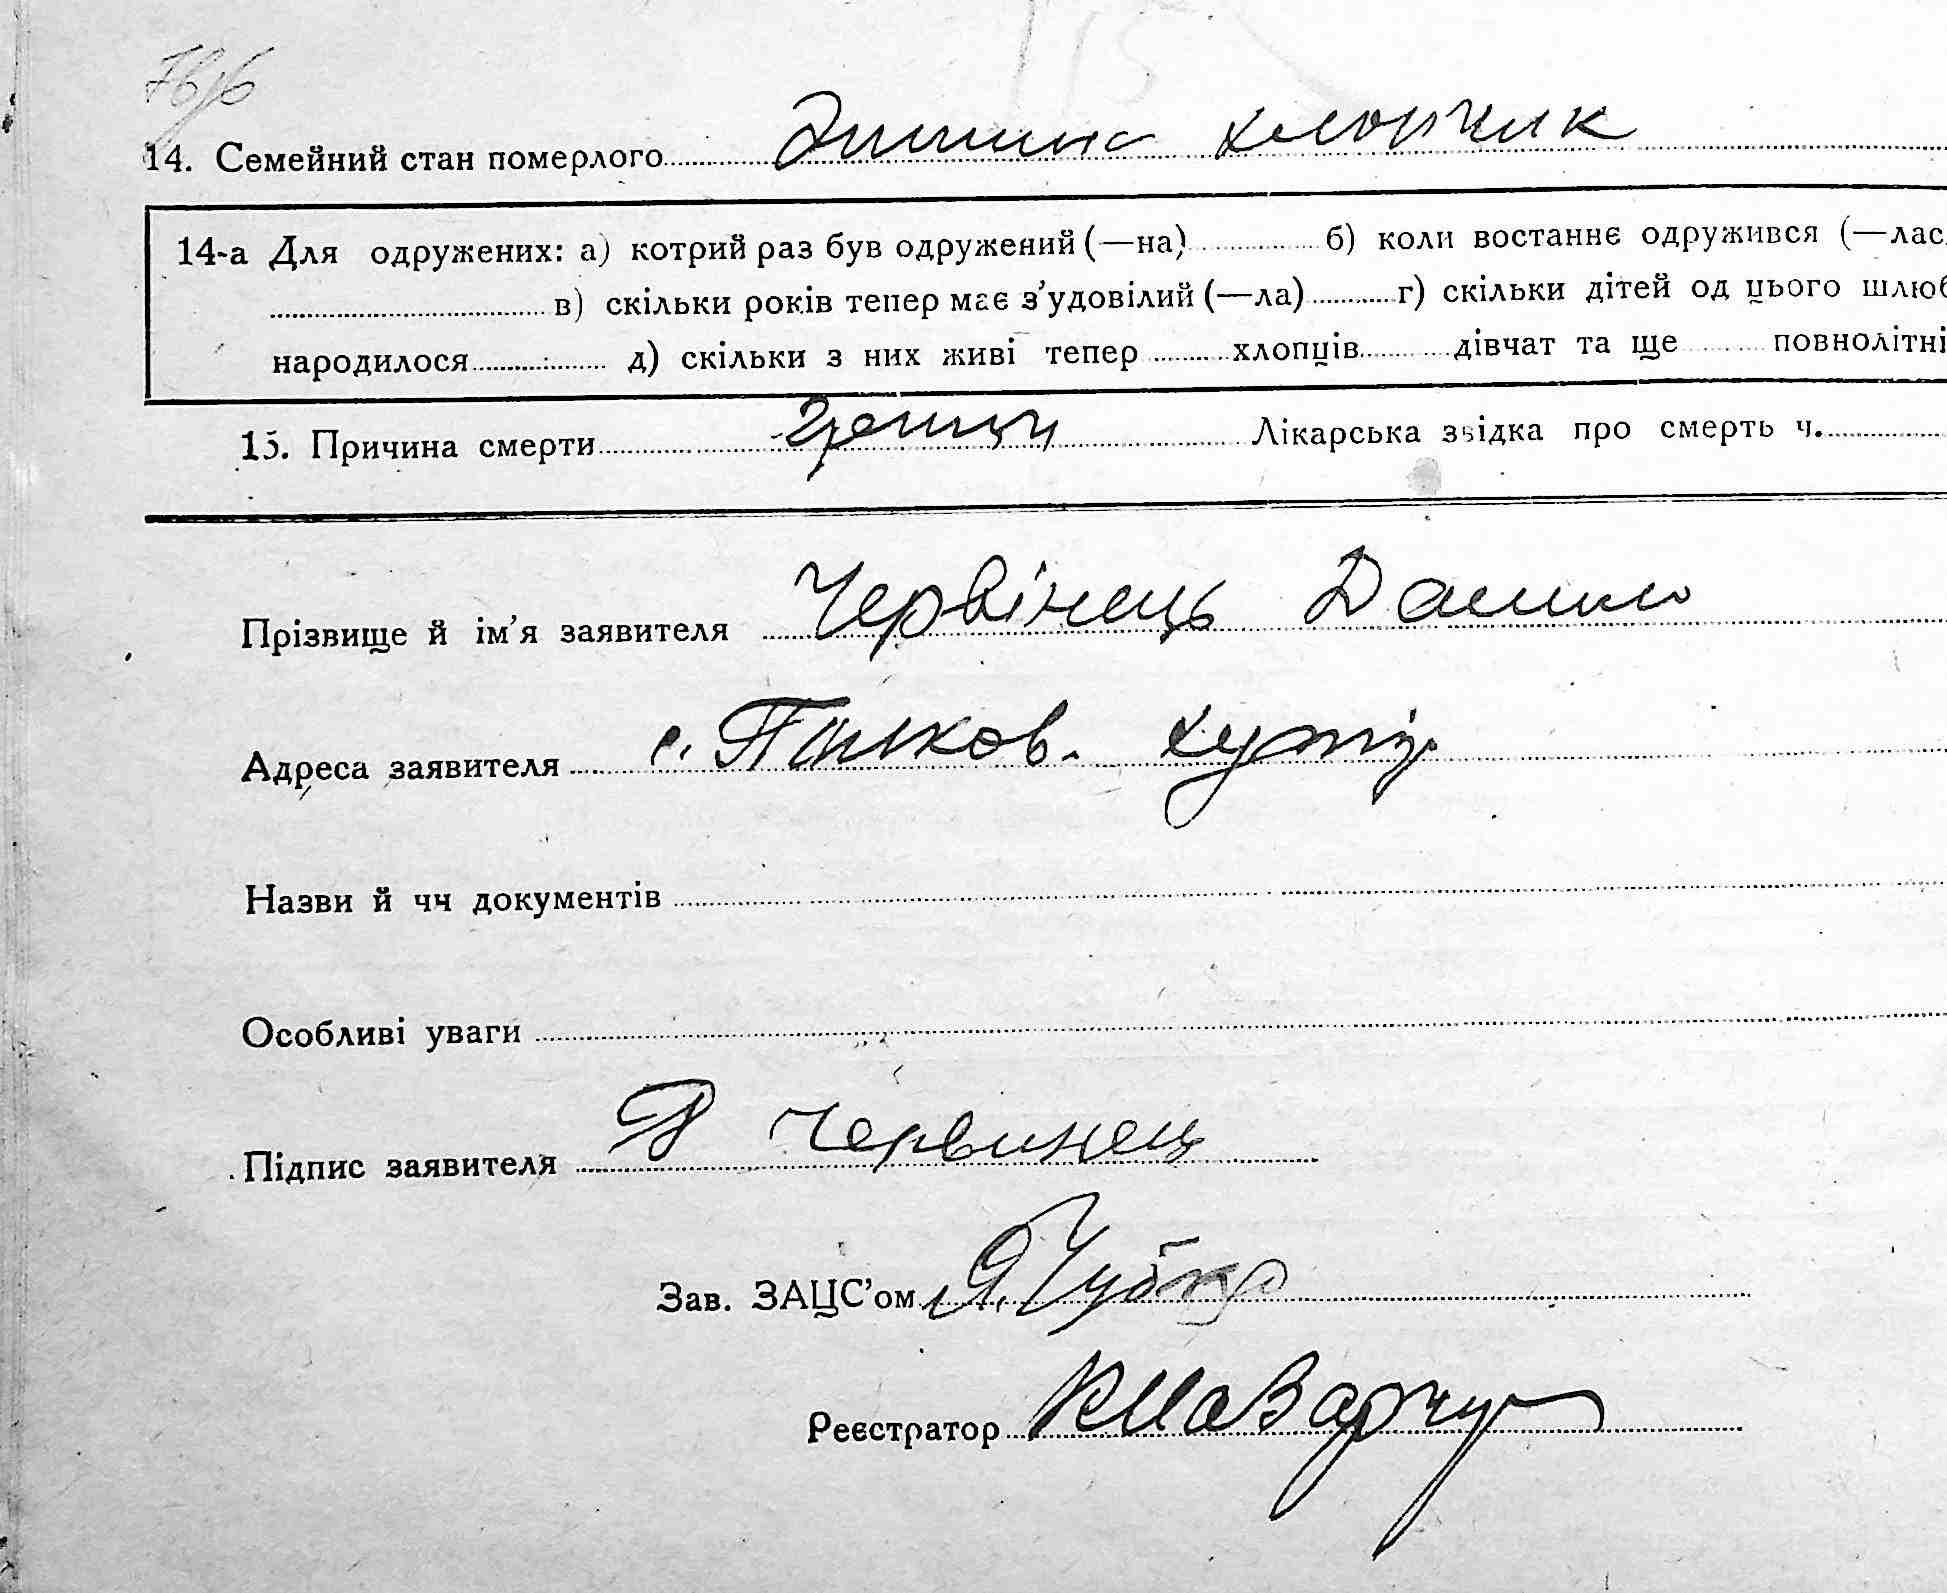 14. Семейний стан померлого Дитина хлопчик
14-а Для одружених: а) котрий раз був одружений (—на) б) коли востаннє одружився (—лас
в) скільки років тепер має з’удовілий (—ла) г) скільки дітей од цього шлюб
народилося д) скільки з них живі тепер хлопців дівчат та ще повнолітні
15. Причина смерти Лікарська звідка про смерть ч.
Прізвище й ім’я заявителя Червінець Данило
Адреса заявителя с. хутір
Назви й чч документів
Особливі уваги
Підпис заявителя Д Червинець
Зав. ЗАЦС’ом
Реєстратор